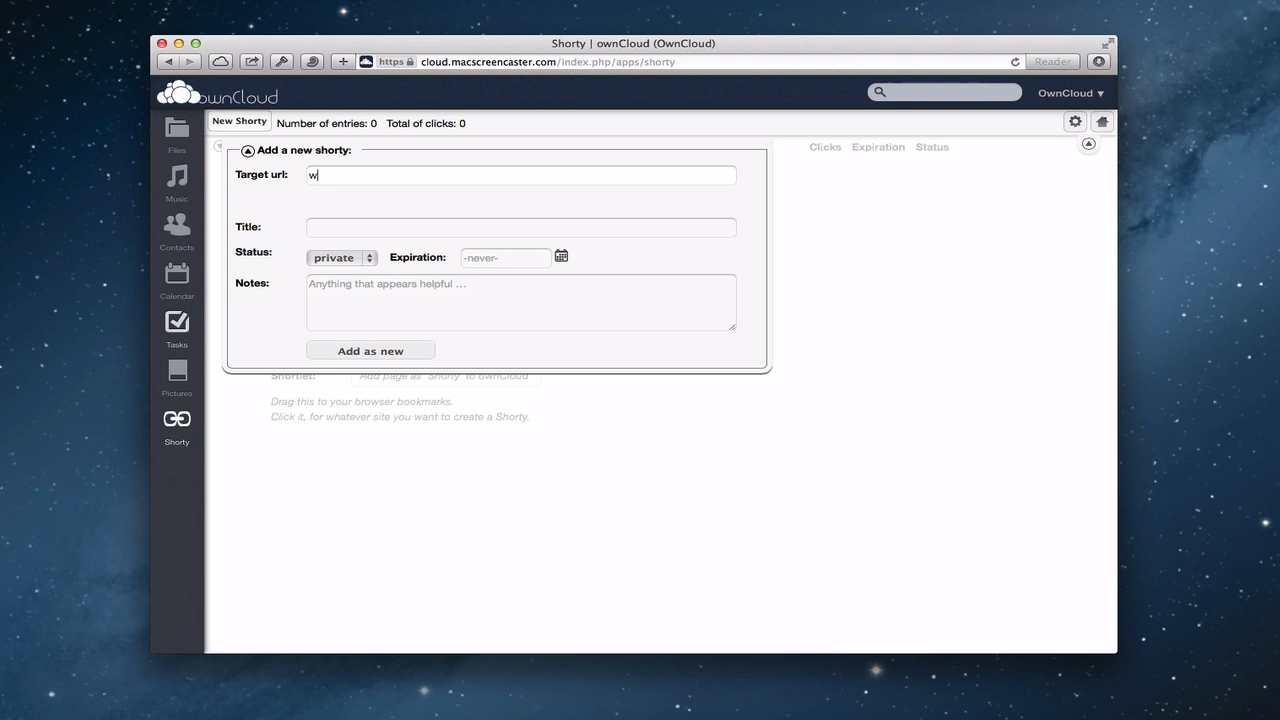 Shorty | ownCloud (OwnCloud)
https cloud.macscreencaster.com/index.php/apps/shorty Reader
ownCloud OwnCloud ▼
New Shorty Number of entries: 0 Total of clicks: 0
Files
Music
Contacts
Calendar
Tasks
Pictures
Shorty
Add a new shorty:
Clicks Expiration Status
Target url: w
Title:
Status: private Expiration: -never-
Notes: Anything that appears helpful ...
Add as new
Shortlet: Add page as 'Shorty' to ownCloud
Drag this to your browser bookmarks.
Click it, for whatever site you want to create a Shorty.